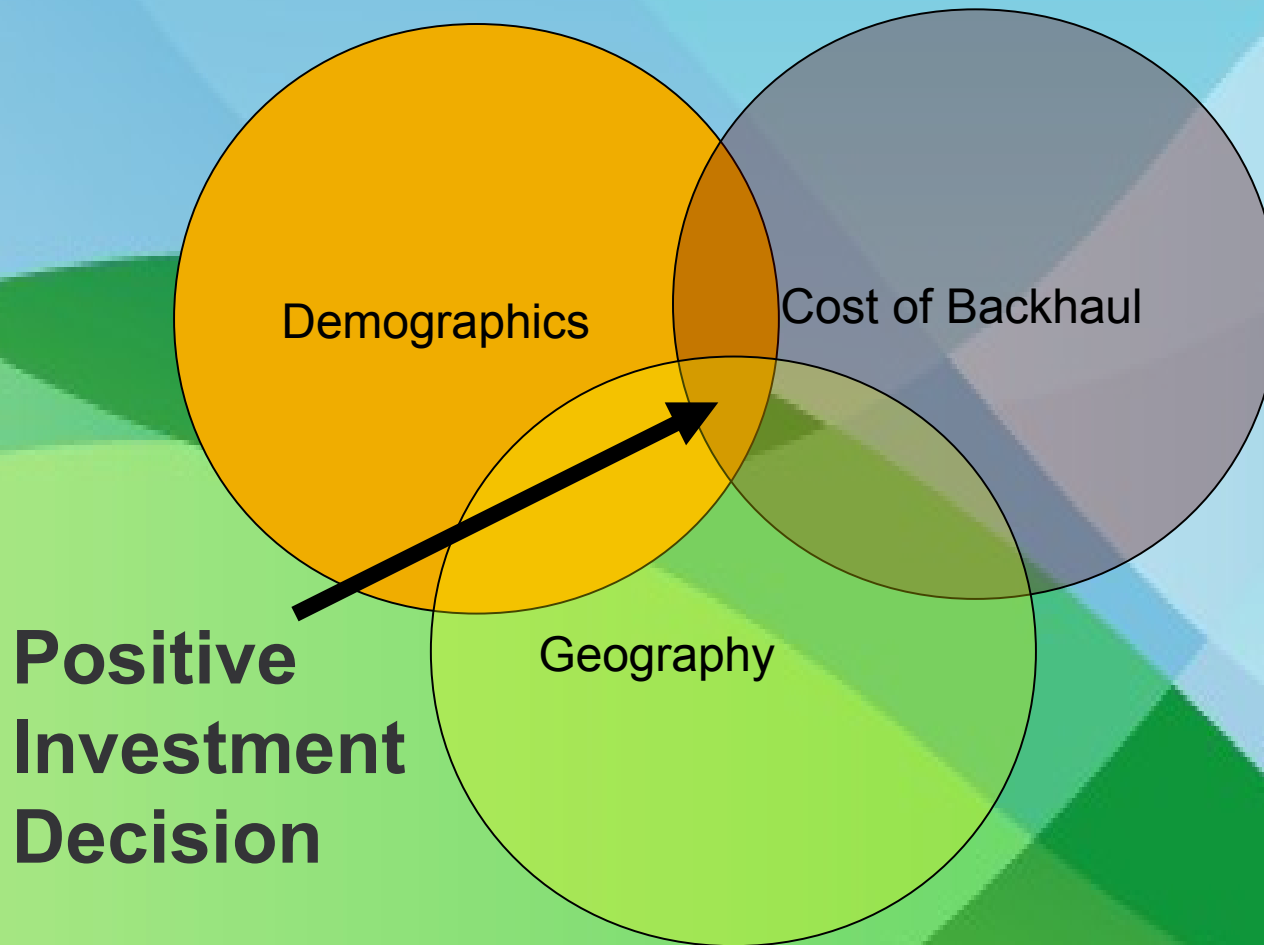 Demographics
Cost of Backhaul
Geography
Positive
Investment
Decision